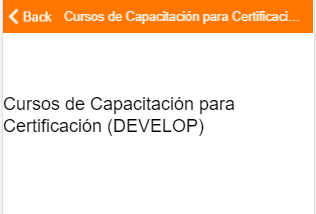 Back Cursos de Capacitación para Certificaci...
Cursos de Capacitación para
Certificación (DEVELOP)